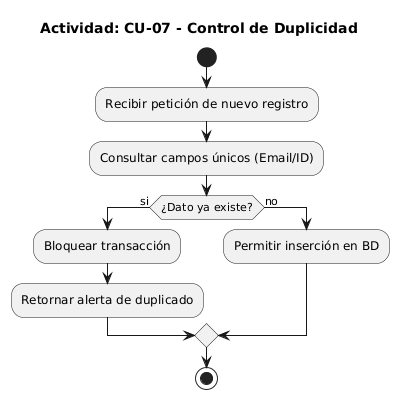 Actividad: CU-07 - Control de Duplicidad
Recibir petición de nuevo registro
Consultar campos únicos (Email/ID)
si
¿Dato ya existe?
no
Bloquear transacción
Permitir inserción en BD
Retornar alerta de duplicado